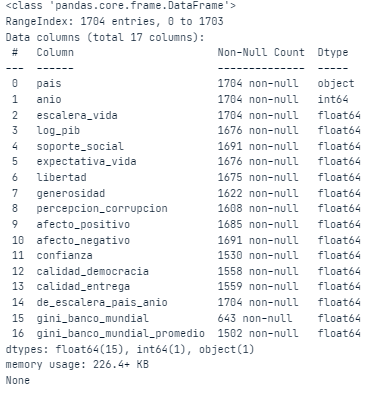 <class 'pandas.core.frame.DataFrame'>
RangeIndex: 1704 entries, 0 to 1703
Data columns (total 17 columns):
 #   Column                       Non-Null Count  Dtype
---  ------                       --------------  -----
 0   pais                         1704 non-null   object
 1   anio                         1704 non-null   int64
 2   escalera_vida                1704 non-null   float64
 3   log_pib                      1676 non-null   float64
 4   soporte_social               1691 non-null   float64
 5   expectativa_vida             1676 non-null   float64
 6   libertad                     1675 non-null   float64
 7   generosidad                  1622 non-null   float64
 8   percepcion_corrupcion        1608 non-null   float64
 9   afecto_positivo              1685 non-null   float64
 10  afecto_negativo              1691 non-null   float64
 11  confianza                    1530 non-null   float64
 12  calidad_democracia           1558 non-null   float64
 13  calidad_entrega              1559 non-null   float64
 14  de_escalera_pais_anio        1704 non-null   float64
 15  gini_banco_mundial           643 non-null    float64
 16  gini_banco_mundial_promedio  1502 non-null   float64
dtypes: float64(15), int64(1), object(1)
memory usage: 226.4+ KB
None